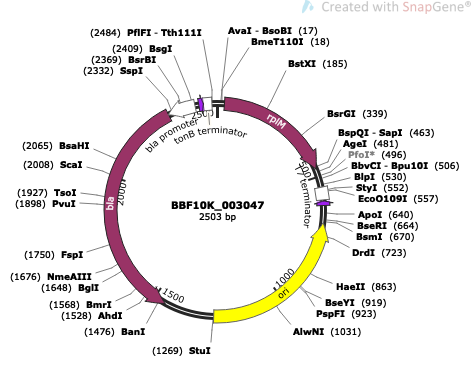 Created with SnapGene®
(2484) PflFI - Tth111I
(2409) BsgI
(2369) BsrBI
(2332) SspI
AvaI - BsoBI (17)
BmeT110I (18)
BstXI (185)
BsrGI (339)
BspQI - SapI (463)
AgeI (481)
PfoI* (496)
BbvCI - Bpu10I (506)
BlpI (530)
StyI (552)
EcoO109I (557)
ApoI (640)
BseRI (664)
BsmI (670)
DrdI (723)
HaeII (863)
BseYI (919)
PspFI (923)
AlwNI (1031)
(1269) StuI
(1476) BanI
(1528) AhdI
(1568) BmrI
(1648) BglI
(1676) NmeAIII
(1750) FspI
(1898) PvuI
(1927) TsoI
(2008) ScaI
(2065) BsaHI
bla promoter
tonB terminator
rplM
T7 terminator
ori
bla
500
1000
1500
2000
2500
BBF10K_003047
2503 bp